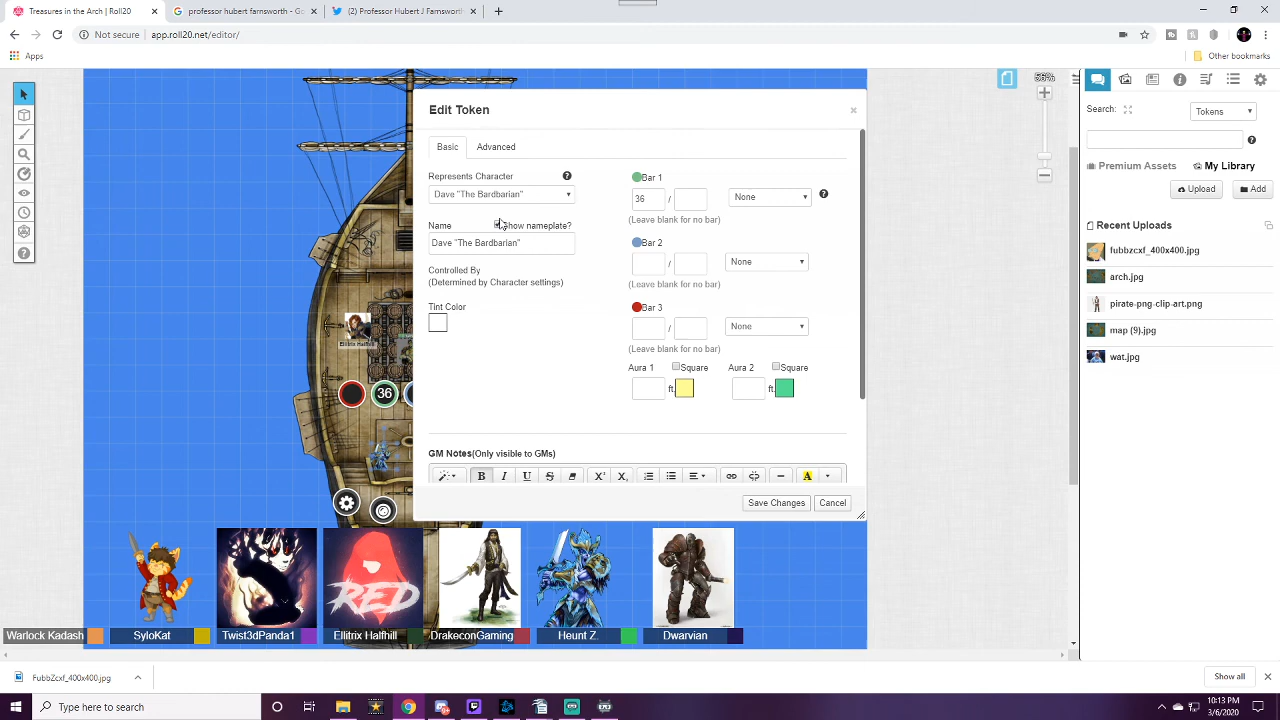 Treasures in the Arch | Roll20
professor hubert farnsworth - Go
(2) Professor Hubert J Farnswort
Not secure | app.roll20.net/editor/
Apps
Other bookmarks
68%
Edit Token
Basic
Advanced
Represents Character
Dave "The Bardbarian"
Name
Show nameplate?
Dave "The Bardbarian"
Controlled By
(Determined by Character settings)
Tint Color
Bar 1
36 /
None
(Leave blank for no bar)
Bar 2
/
None
(Leave blank for no bar)
Bar 3
/
None
(Leave blank for no bar)
Aura 1
Square
ft.
Aura 2
Square
ft.
GM Notes(Only visible to GMs)
Save Changes
Cancel
Search:
Tokens
Premium Assets
My Library
Upload
Add
Recent Uploads
fubbzcxf_400x400.jpg
arch.jpg
pirate-png-clip-art.png
map (9).jpg
wat.jpg
Ellitrix Halfhill
36
RED
Warlock Kadash
SyloKat
Twist3dPanda1
Ellitrix Halfhill
DrakeconGaming
Heunt Z.
Dwarvian
FubbZcxf_400x400.jpg
Show all
Type here to search
10:13 PM
3/6/2020